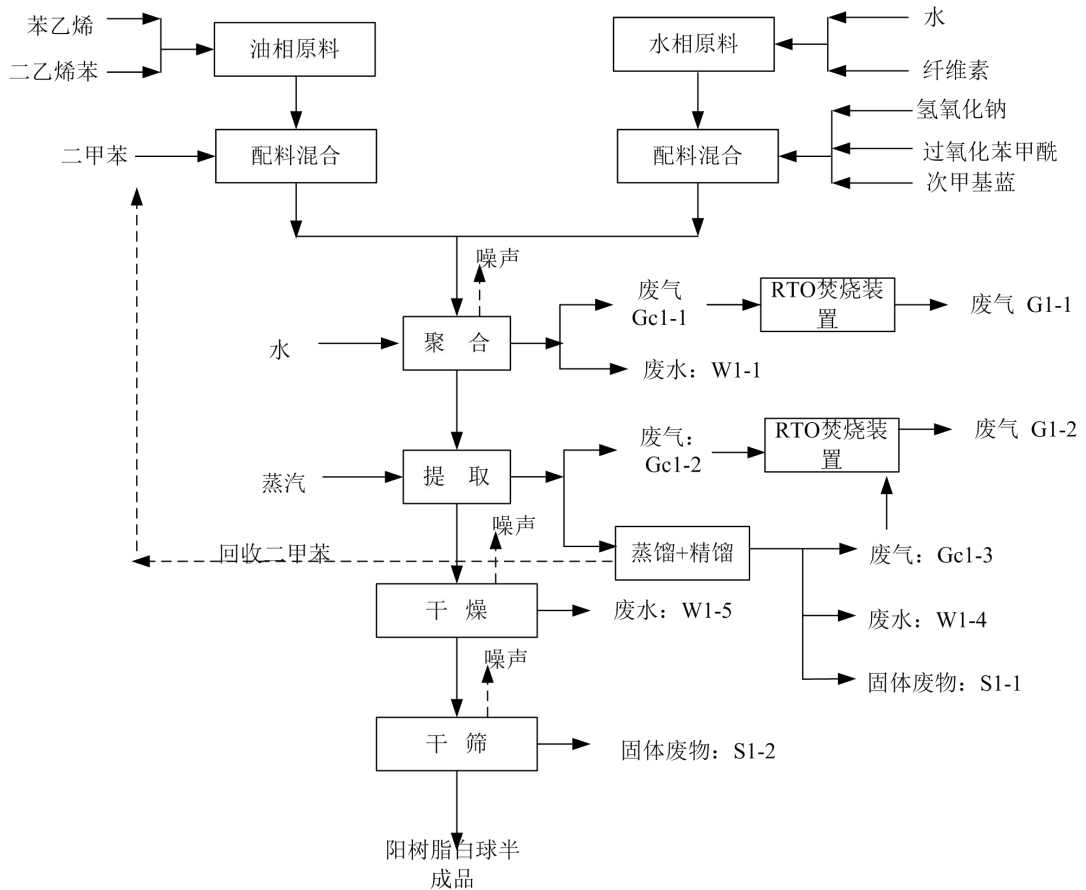 苯乙烯
二乙烯苯
油相原料
水相原料
水
纤维素
二甲苯
配料混合
配料混合
氢氧化钠
过氧化苯甲酰
次甲基蓝
噪声
水
聚 合
废气
Gc1-1
RTO焚烧装
置
废气 G1-1
废水：W1-1
蒸汽
提 取
废气：
Gc1-2
RTO焚烧装
置
废气 G1-2
噪声
回收二甲苯
蒸馏+精馏
废气：Gc1-3
干 燥
废水：W1-5
废水：W1-4
噪声
固体废物：S1-1
干 筛
固体废物：S1-2
阳树脂白球半
成品